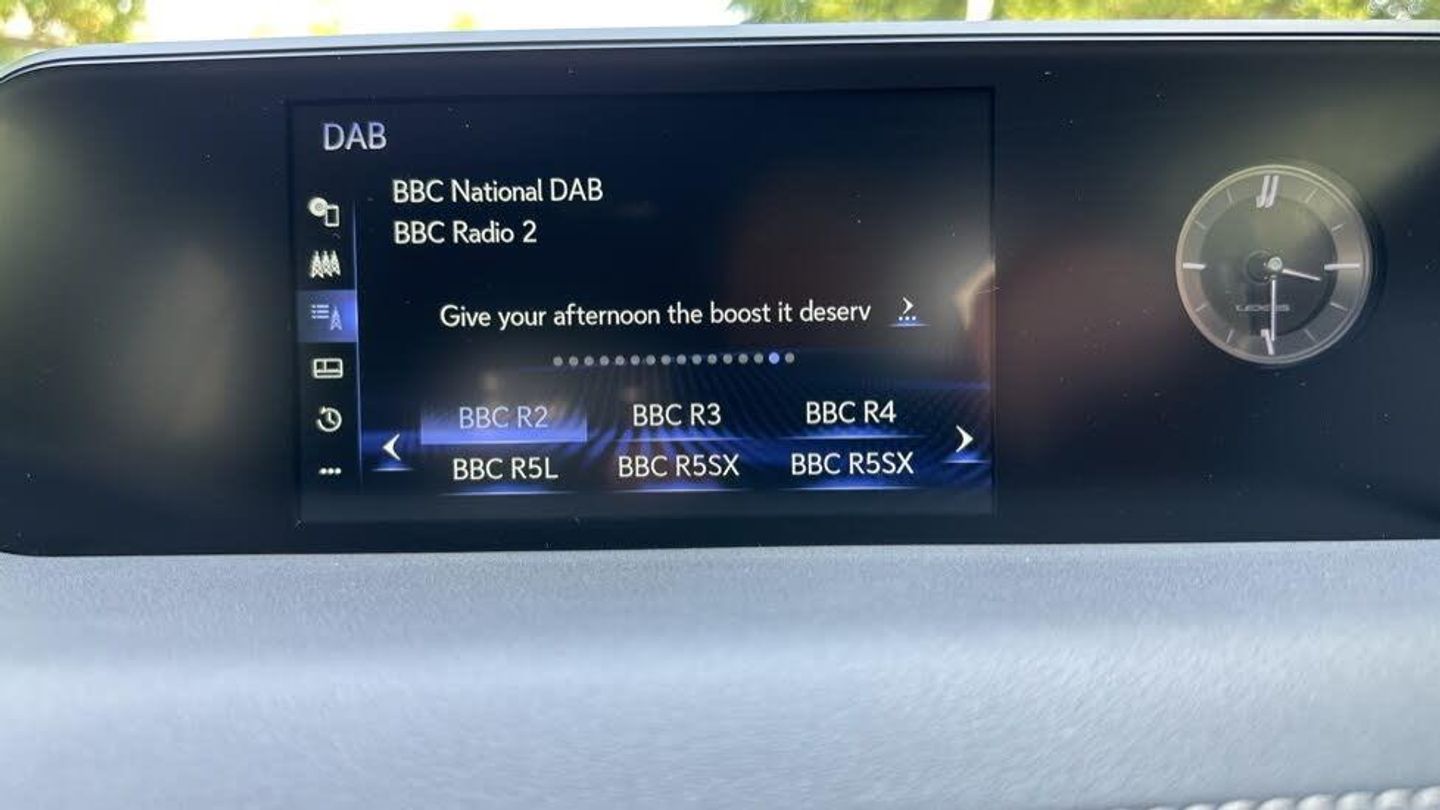 DAB
BBC National DAB
BBC Radio 2
Give your afternoon the boost it deserv
BBC R2 BBC R3 BBC R4
BBC R5L BBC R5SX BBC R5SX
LEXUS